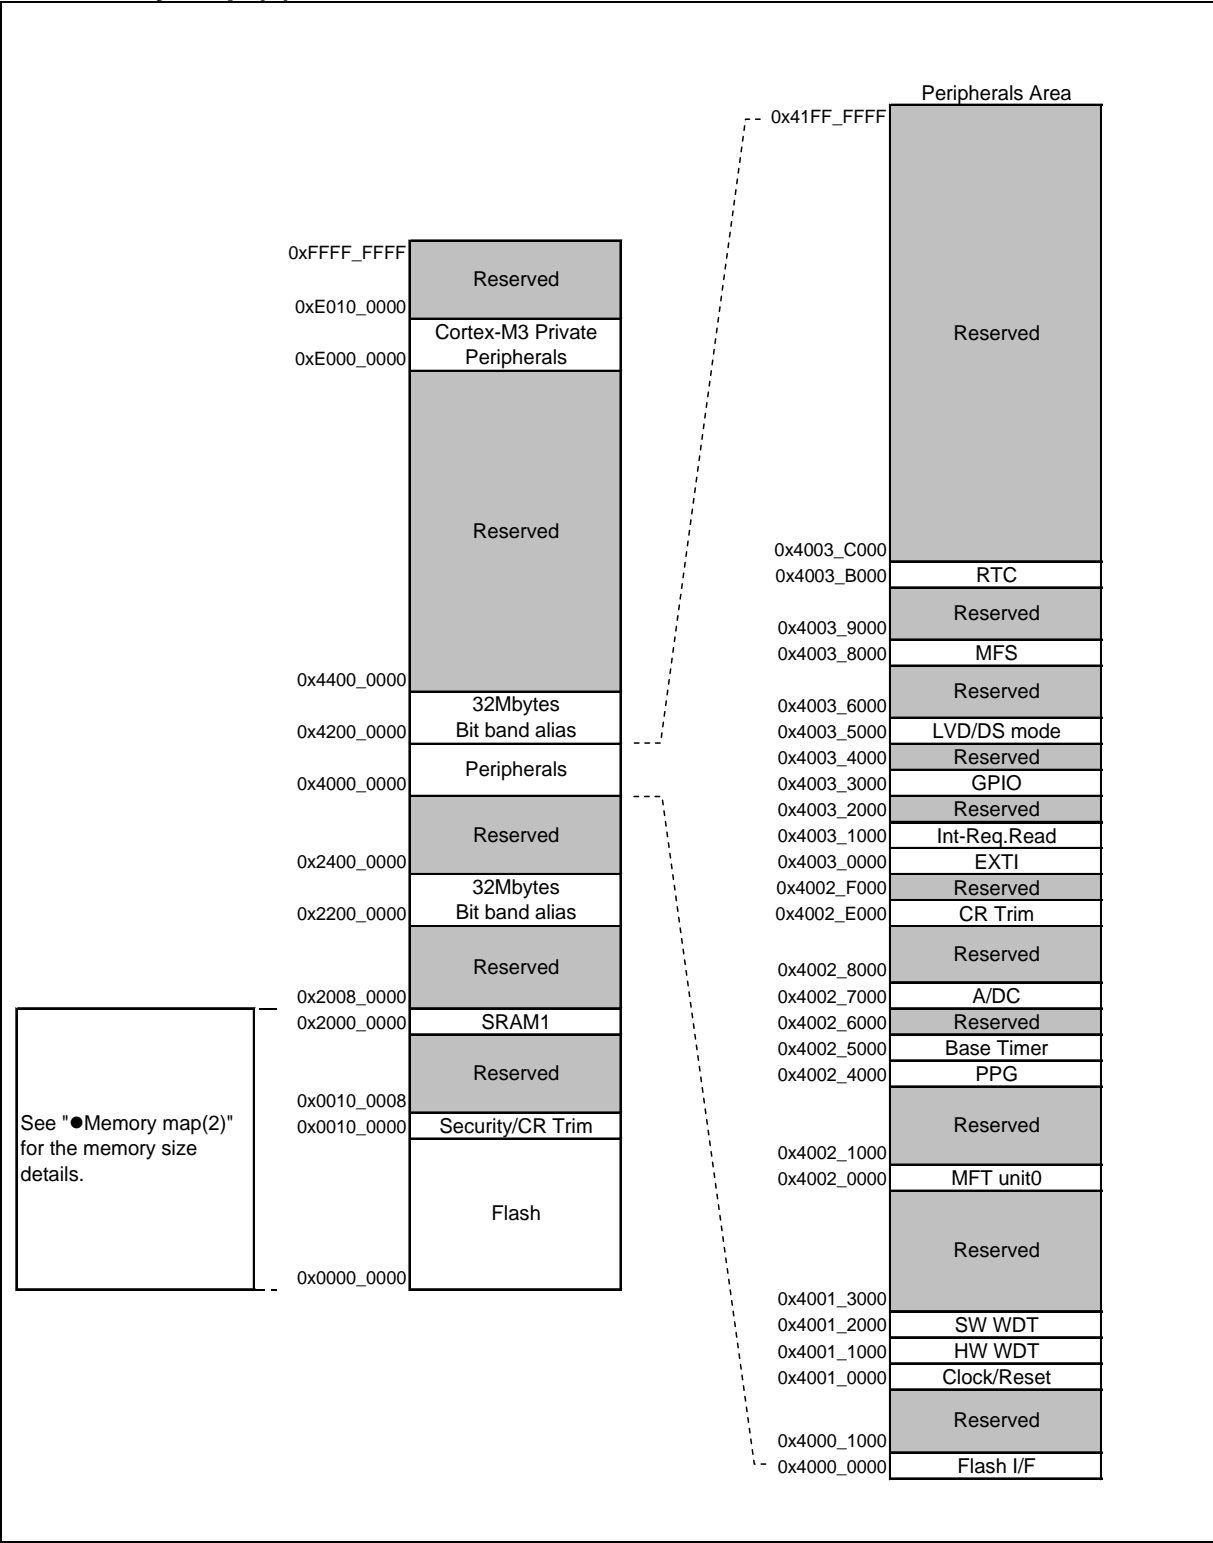 Peripherals Area
0x41FF_FFFF
Reserved
0x4003_C000
0x4003_B000 RTC
Reserved
0x4003_9000
0x4003_8000 MFS
Reserved
0x4003_6000
0x4003_5000 LVD/DS mode
0x4003_4000 Reserved
0x4003_3000 GPIO
0x4003_2000 Reserved
0x4003_1000 Int-Req.Read
0x4003_0000 EXTI
0x4002_F000 Reserved
0x4002_E000 CR Trim
Reserved
0x4002_8000
0x4002_7000 A/DC
0x4002_6000 Reserved
0x4002_5000 Base Timer
0x4002_4000 PPG
Reserved
0x4002_1000
0x4002_0000 MFT unit0
Reserved
0x4001_3000
0x4001_2000 SW WDT
0x4001_1000 HW WDT
0x4001_0000 Clock/Reset
Reserved
0x4000_1000
0x4000_0000 Flash I/F
0xFFFF_FFFF
Reserved
0xE010_0000
Cortex-M3 Private
0xE000_0000 Peripherals
Reserved
0x4400_0000
32Mbytes
0x4200_0000 Bit band alias
Peripherals
0x4000_0000
Reserved
0x2400_0000
32Mbytes
0x2200_0000 Bit band alias
Reserved
0x2008_0000
0x2000_0000 SRAM1
Reserved
0x0010_0008
0x0010_0000 Security/CR Trim
Flash
0x0000_0000
See "●Memory map(2)"
for the memory size
details.